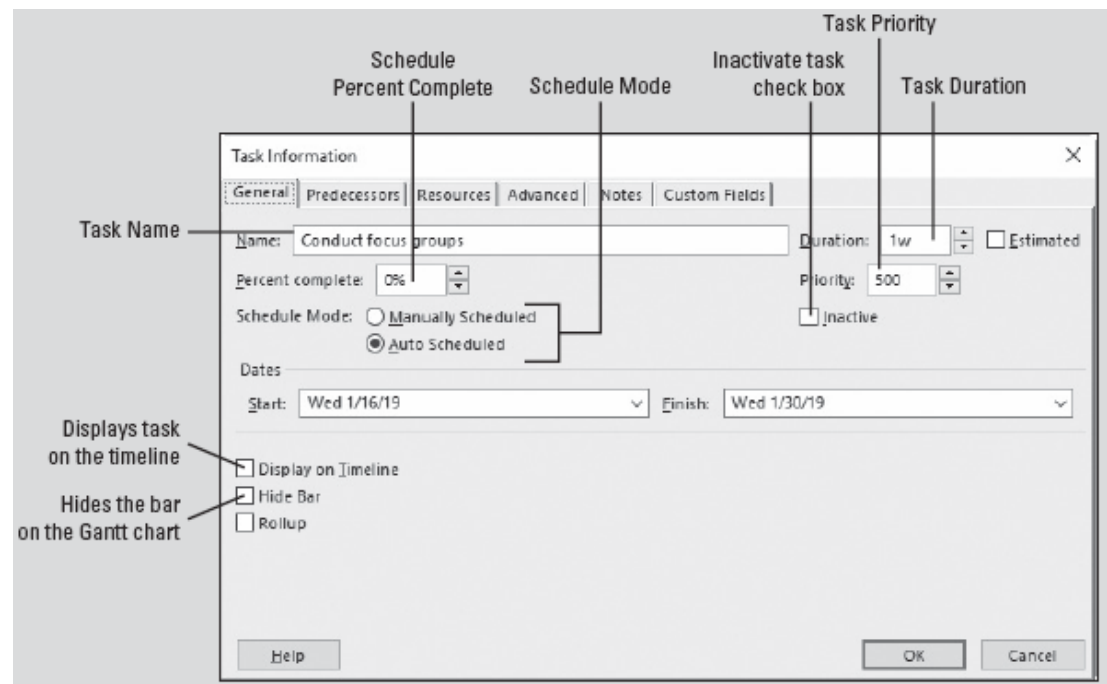 Task Priority
Schedule
Percent Complete
Schedule Mode
Inactivate task
check box
Task Duration
Task Information
General Predecessors Resources Advanced Notes Custom Fields
Task Name
Name: Conduct focus groups Duration: 1w Estimated
Percent complete: 0% Priority: 500
Schedule Mode: Manually Scheduled Inactive
Auto Scheduled
Dates
Start: Wed 1/16/19 Finish: Wed 1/30/19
Displays task
on the timeline
Display on Timeline
Hides the bar
on the Gantt chart
Hide Bar
Rollup
Help OK Cancel